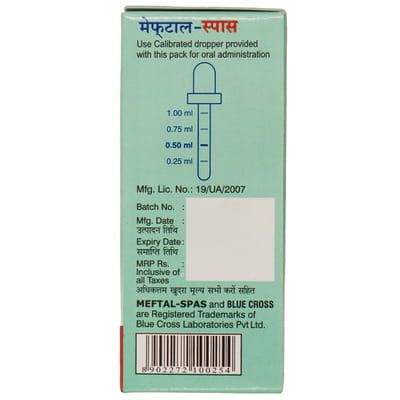 मेफ्टाल-स्पास
Use Calibrated dropper provided
with this pack for oral administration
1.00 ml
0.75 ml
0.50 ml
0.25 ml
Mfg. Lic. No.: 19/UA/2007
Batch No. :
Mfg. Date :
उत्पादन तिथि
Expiry Date:
समाप्ति तिथि
MRP Rs. :
Inclusive of
all Taxes
अधिकतम खुदरा मूल्य सभी करों सहित
MEFTAL-SPAS and BLUE CROSS
are Registered Trademarks of
Blue Cross Laboratories Pvt Ltd.
8 902272 100254